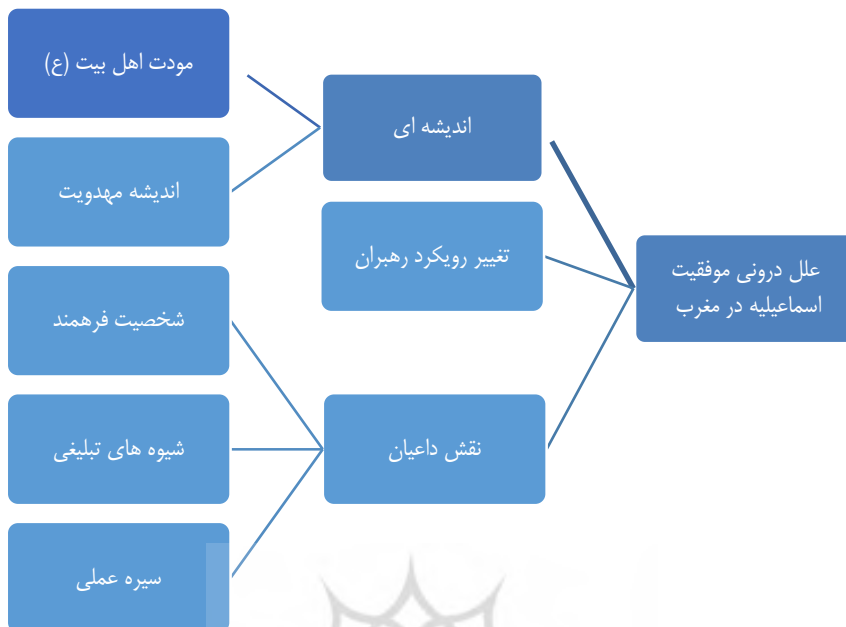 علل درونی موفقیت
اسماعیلیه در مغرب
اندیشه ای
مودت اهل بیت (ع)
اندیشه مهدویت
تغییر رویکرد رهبران
نقش داعیان
شخصیت فرهمند
شیوه های تبلیغی
سیره عملی